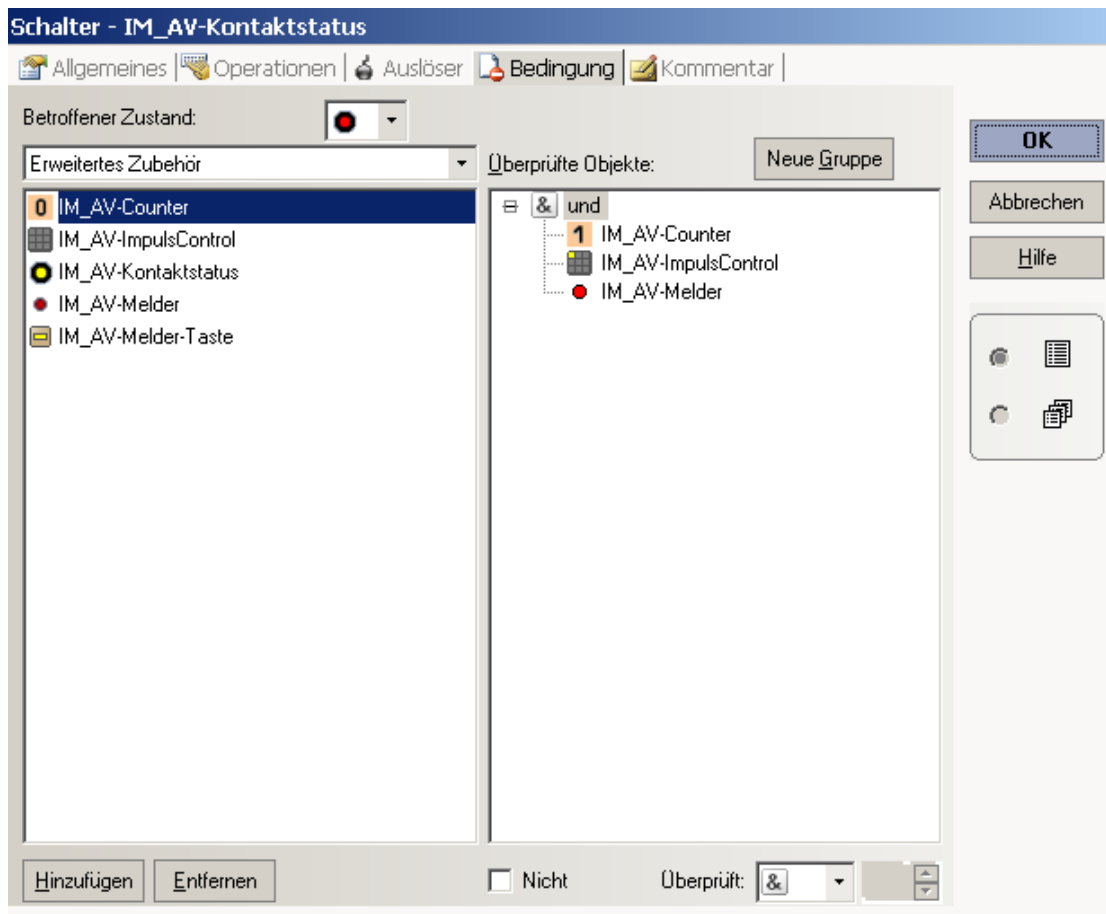 Schalter - IM_AV-Kontaktstatus
Allgemeines Operationen Auslöser Bedingung Kommentar
Betroffener Zustand:
Erweitertes Zubehör
Überprüfte Objekte:
Neue Gruppe
OK
Abbrechen
Hilfe
0 IM_AV-Counter
IM_AV-ImpulsControl
IM_AV-Kontaktstatus
IM_AV-Melder
IM_AV-Melder-Taste
& und
1 IM_AV-Counter
IM_AV-ImpulsControl
IM_AV-Melder
Hinzufügen Entfernen
Nicht Überprüft: &